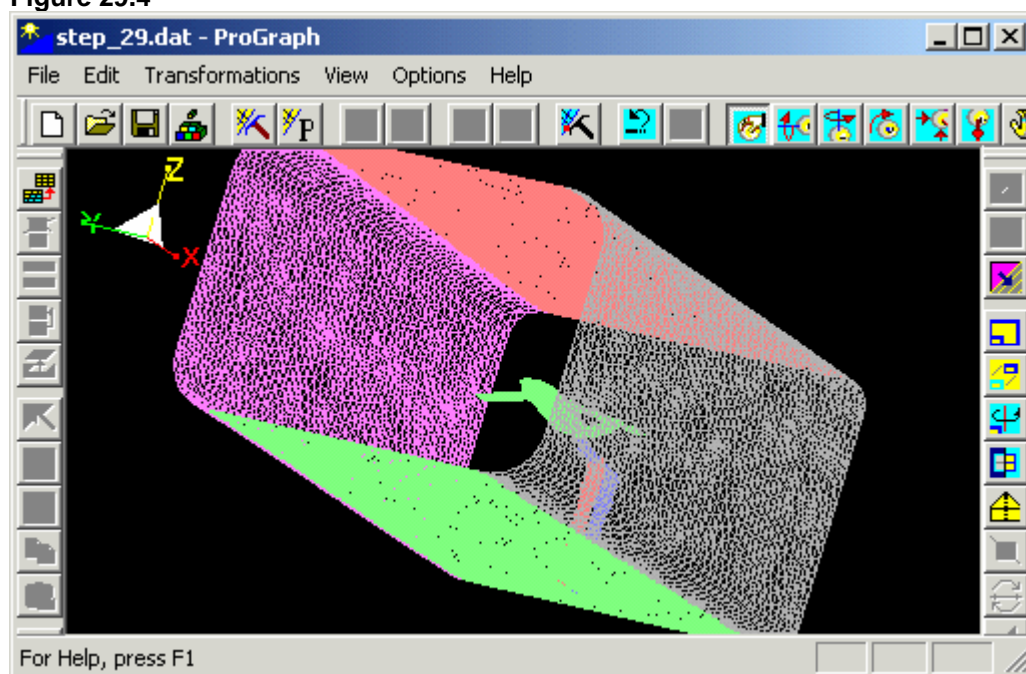 Figure 29.4
step_29.dat - ProGraph
File Edit Transformations View Options Help
P
Z
Y
X
For Help, press F1